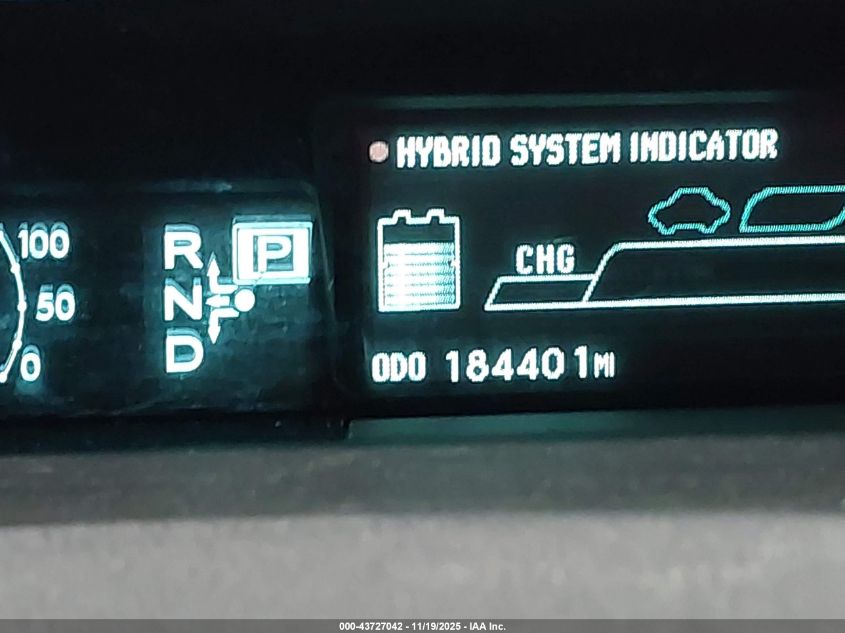 HYBRID SYSTEM INDICATOR
100
R
P
CHG
N
50
D
0
ODO 184401 MI
000-43727042 - 11/19/2025 - IAA Inc.